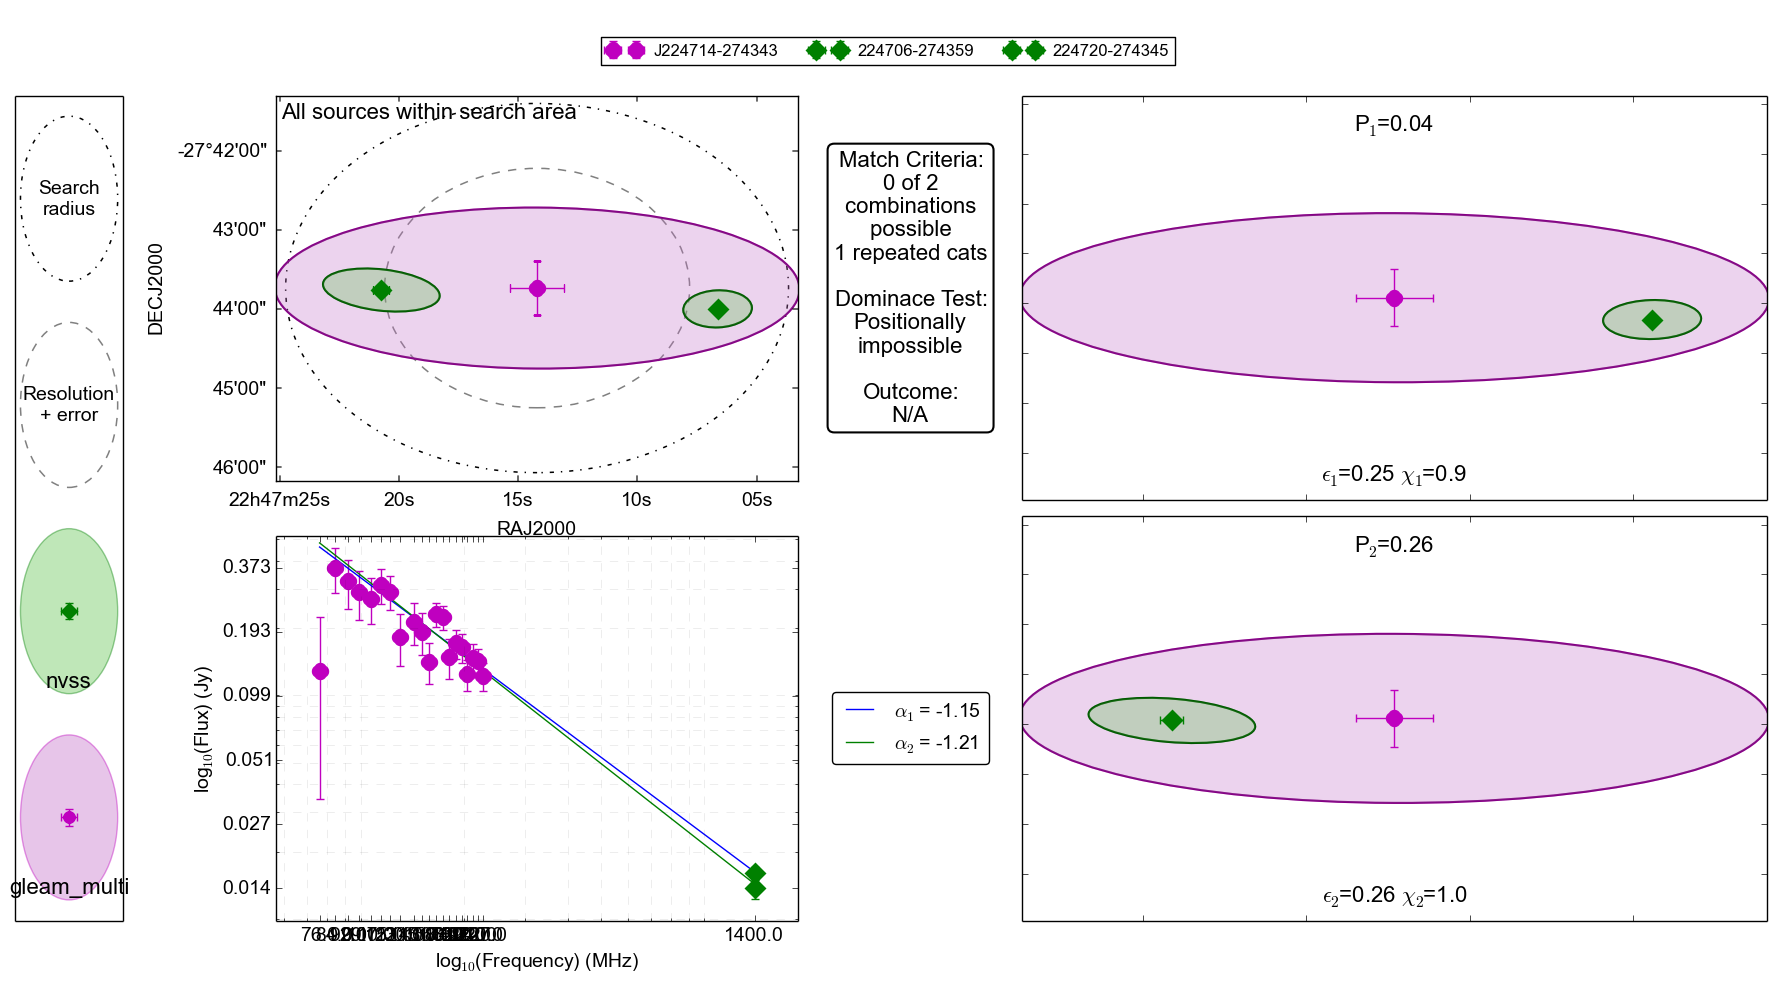 J224714-274343
224706-274359
224720-274345
Search
radius
Resolution
+ error
nvss
gleam_multi
All sources within search area
DECJ2000
-27°42'00"
43'00"
44'00"
45'00"
46'00"
22h47m25s
20s
15s
10s
05s
RAJ2000
Match Criteria:
0 of 2
combinations
possible
1 repeated cats
Dominace Test:
Positionally
impossible
Outcome:
N/A
P1=0.04
ϵ1=0.25 χ1=0.9
log10(Flux) (Jy)
0.373
0.193
0.099
0.051
0.027
0.014
1400.0
log10(Frequency) (MHz)
α1 = -1.15
α2 = -1.21
P2=0.26
ϵ2=0.26 χ2=1.0